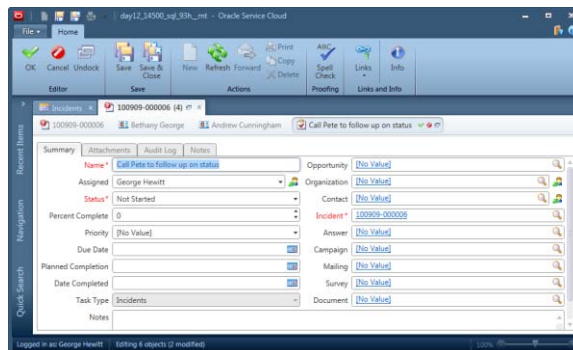 day12_14500_sql_93h_mt - Oracle Service Cloud
File Home
OK Cancel Undock Save Save & Close New Refresh Forward Print Copy Delete Spell Check Links Info
Editor Save Actions Proofing Links and Info
Incidents 100909-000006 (4)
100909-000006 Bethany George Andrew Cunningham Call Pete to follow up on status
Recent Items
Navigation
Quick Search
Summary Attachments Audit Log Notes
Name* Call Pete to follow up on status Opportunity [No Value]
Assigned George Hewitt Organization [No Value]
Status* Not Started Contact [No Value]
Percent Complete 0 Incident* 100909-000006
Priority [No Value] Answer [No Value]
Due Date Campaign [No Value]
Planned Completion Mailing [No Value]
Date Completed Survey [No Value]
Task Type Incidents Document [No Value]
Notes
Logged in as: George Hewitt Editing 6 objects (2 modified) 100%